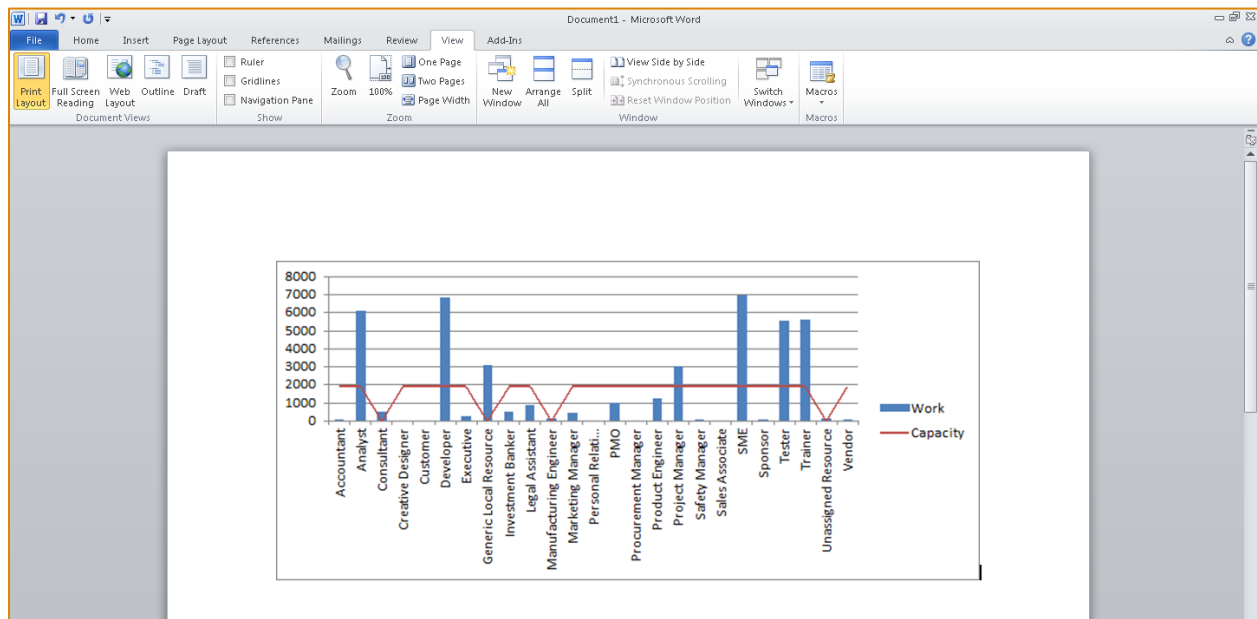 Document1 - Microsoft Word
File Home Insert Page Layout References Mailings Review View Add-Ins
Print Layout
Full Screen Reading
Web Layout
Outline
Draft
Document Views
Ruler
Gridlines
Navigation Pane
Show
Zoom
100%
One Page
Two Pages
Page Width
Zoom
New Window
Arrange All
Split
View Side by Side
Synchronous Scrolling
Reset Window Position
Window
Switch Windows
Macros
Macros
8000
7000
6000
5000
4000
3000
2000
1000
0
Accountant
Analyst
Consultant
Creative Designer
Customer
Developer
Executive
Generic Local Resource
Investment Banker
Legal Assistant
Manufacturing Engineer
Marketing Manager
Personal Relati...
PMO
Procurement Manager
Product Engineer
Project Manager
Safety Manager
Sales Associate
SME
Sponsor
Tester
Trainer
Unassigned Resource
Vendor
Work
Capacity